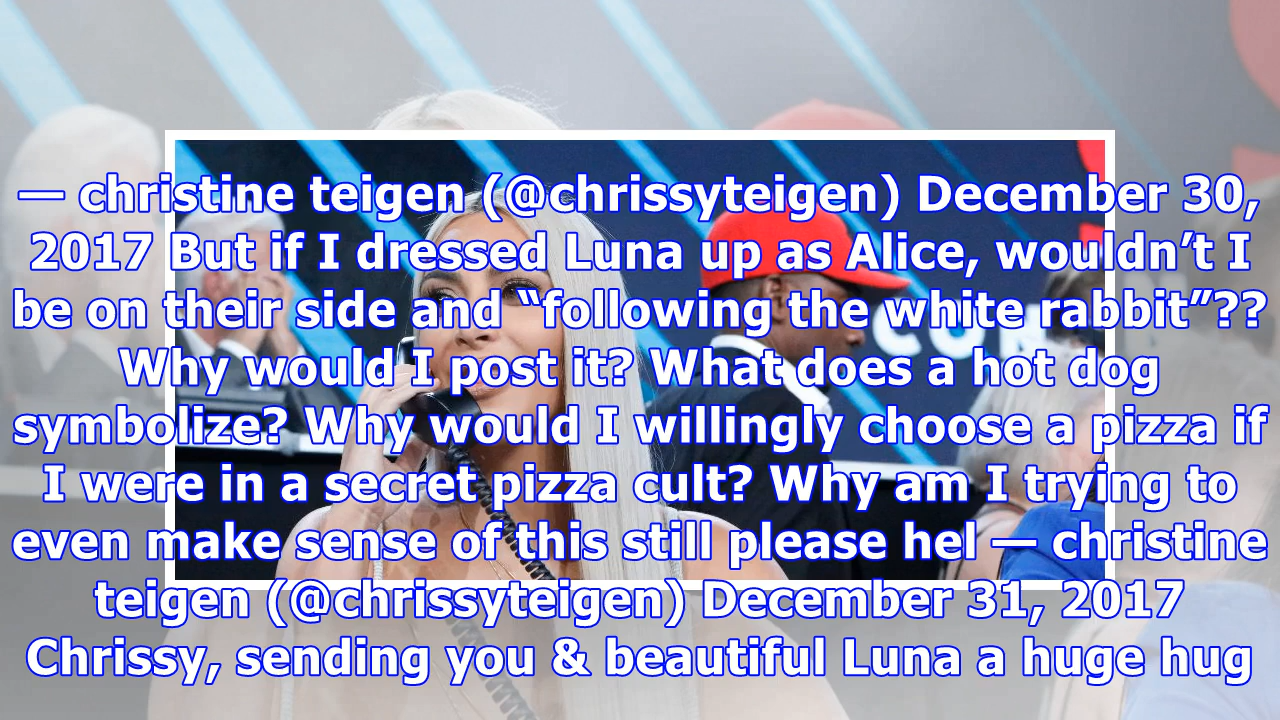 — christine teigen (@chrissyteigen) December 30,
2017 But if I dressed Luna up as Alice, wouldn’t I
be on their side and “following the white rabbit”??
Why would I post it? What does a hot dog
symbolize? Why would I willingly choose a pizza if
I were in a secret pizza cult? Why am I trying to
even make sense of this still please hel — christine
teigen (@chrissyteigen) December 31, 2017
Chrissy, sending you & beautiful Luna a huge hug